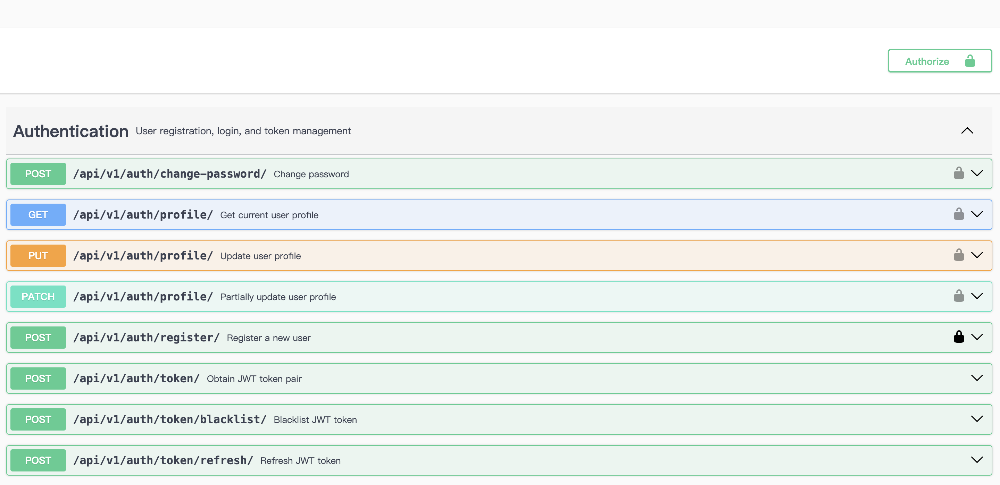 Authorize
Authentication User registration, login, and token management
POST /api/v1/auth/change-password/ Change password
GET /api/v1/auth/profile/ Get current user profile
PUT /api/v1/auth/profile/ Update user profile
PATCH /api/v1/auth/profile/ Partially update user profile
POST /api/v1/auth/register/ Register a new user
POST /api/v1/auth/token/ Obtain JWT token pair
POST /api/v1/auth/token/blacklist/ Blacklist JWT token
POST /api/v1/auth/token/refresh/ Refresh JWT token